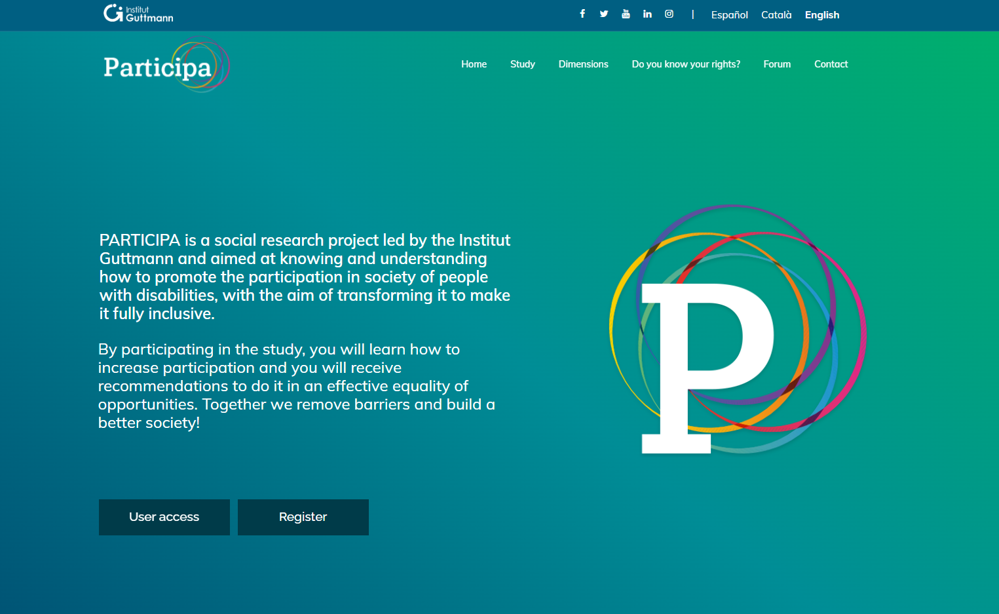 Institut
Guttmann
Español Català English
Participa
Home Study Dimensions Do you know your rights? Forum Contact
PARTICIPA is a social research project led by the Institut
Guttmann and aimed at knowing and understanding
how to promote the participation in society of people
with disabilities, with the aim of transforming it to make
it fully inclusive.
By participating in the study, you will learn how to
increase participation and you will receive
recommendations to do it in an effective equality of
opportunities. Together we remove barriers and build a
better society!
P
User access Register